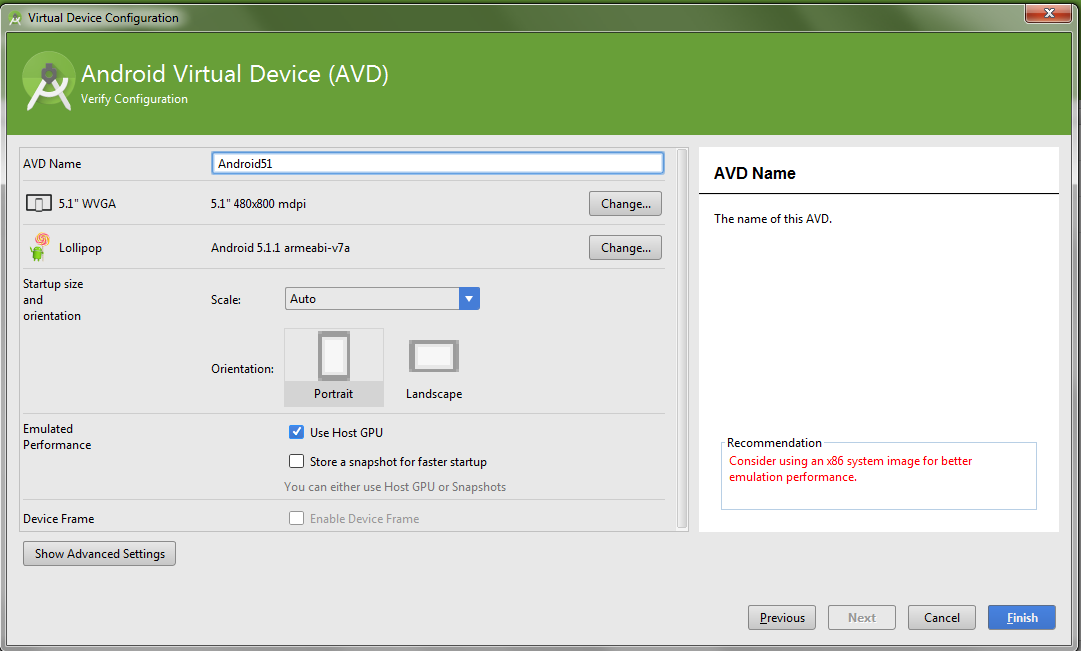 Virtual Device Configuration
Android Virtual Device (AVD)
Verify Configuration
AVD Name
Android51
5.1" WVGA
5.1" 480x800 mdpi
Change...
Lollipop
Android 5.1.1 armeabi-v7a
Change...
Startup size
and
orientation
Scale:
Auto
Orientation:
Portrait
Landscape
Emulated
Performance
Use Host GPU
Store a snapshot for faster startup
You can either use Host GPU or Snapshots
Device Frame
Enable Device Frame
Show Advanced Settings
AVD Name
The name of this AVD.
Recommendation
Consider using an x86 system image for better
emulation performance.
Previous
Next
Cancel
Finish